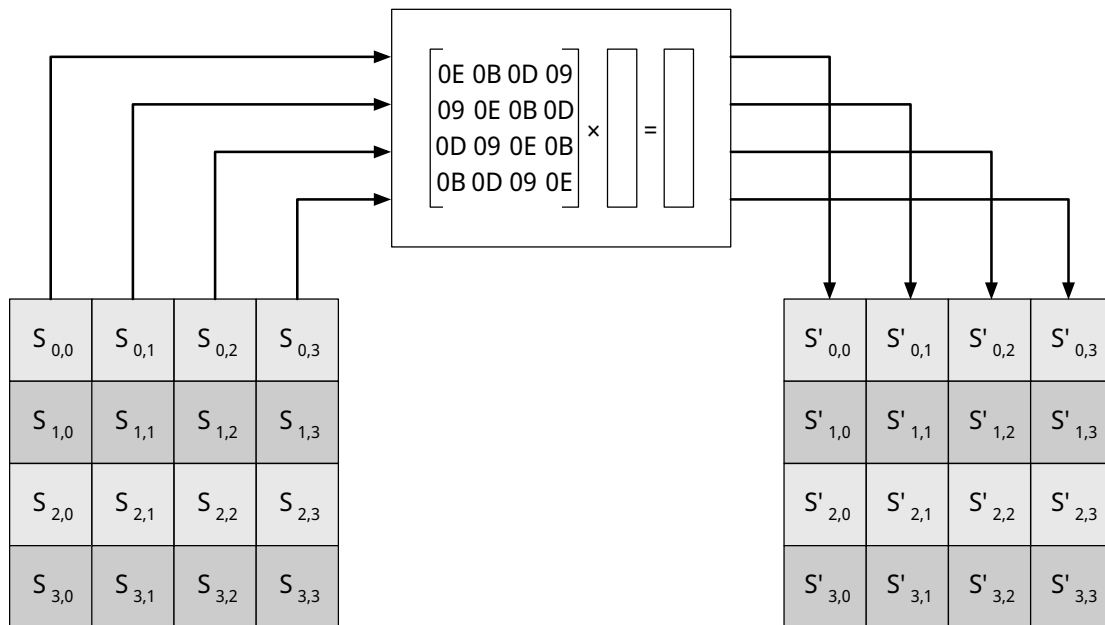 0E 0B 0D 09
09 0E 0B 0D
0D 09 0E 0B
0B 0D 09 0E
× =
S 0,0 S 0,1 S 0,2 S 0,3
S 1,0 S 1,1 S 1,2 S 1,3
S 2,0 S 2,1 S 2,2 S 2,3
S 3,0 S 3,1 S 3,2 S 3,3
S' 0,0 S' 0,1 S' 0,2 S' 0,3
S' 1,0 S' 1,1 S' 1,2 S' 1,3
S' 2,0 S' 2,1 S' 2,2 S' 2,3
S' 3,0 S' 3,1 S' 3,2 S' 3,3